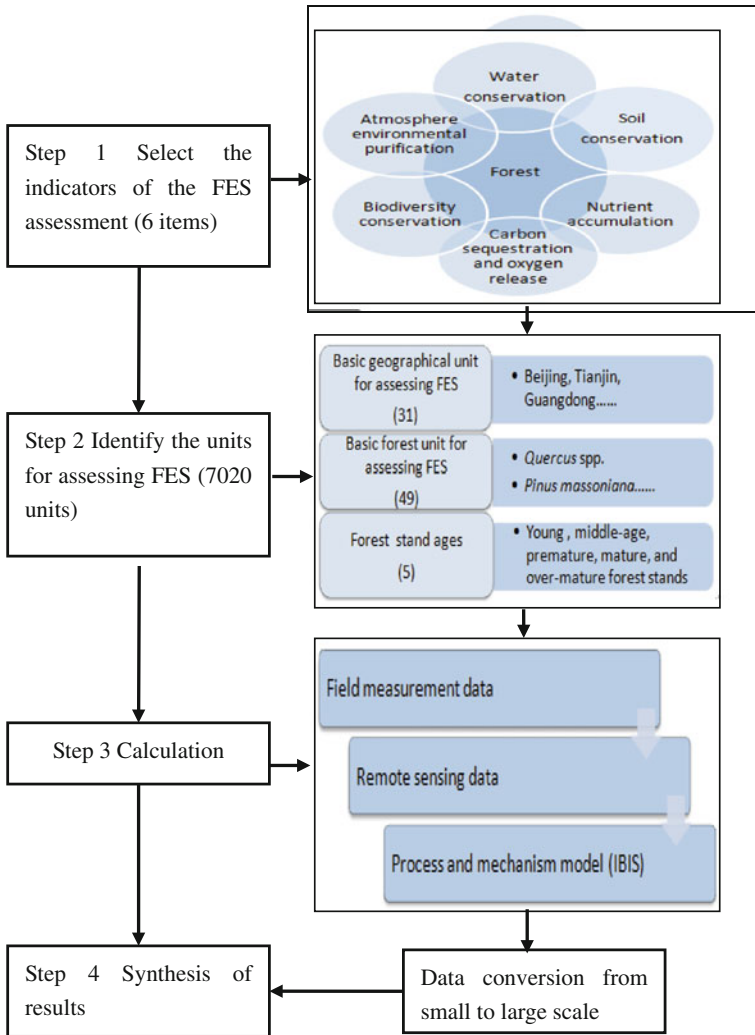 Step 1 Select the
indicators of the FES
assessment (6 items)
Water
conservation
Atmosphere
environmental
purification
Soil
conservation
Forest
Biodiversity
conservation
Nutrient
accumulation
Carbon
sequestration
and oxygen
release
Step 2 Identify the units
for assessing FES (7020
units)
Basic geographical unit
for assessing FES
(31)
• Beijing, Tianjin,
Guangdong......
Basic forest unit for
assessing FES
(49)
• Quercus spp.
• Pinus massoniana......
Forest stand ages
(5)
• Young , middle-age,
premature, mature, and
over-mature forest stands
Step 3 Calculation
Field measurement data
Remote sensing data
Process and mechanism model (IBIS)
Step 4 Synthesis of
results
Data conversion from
small to large scale